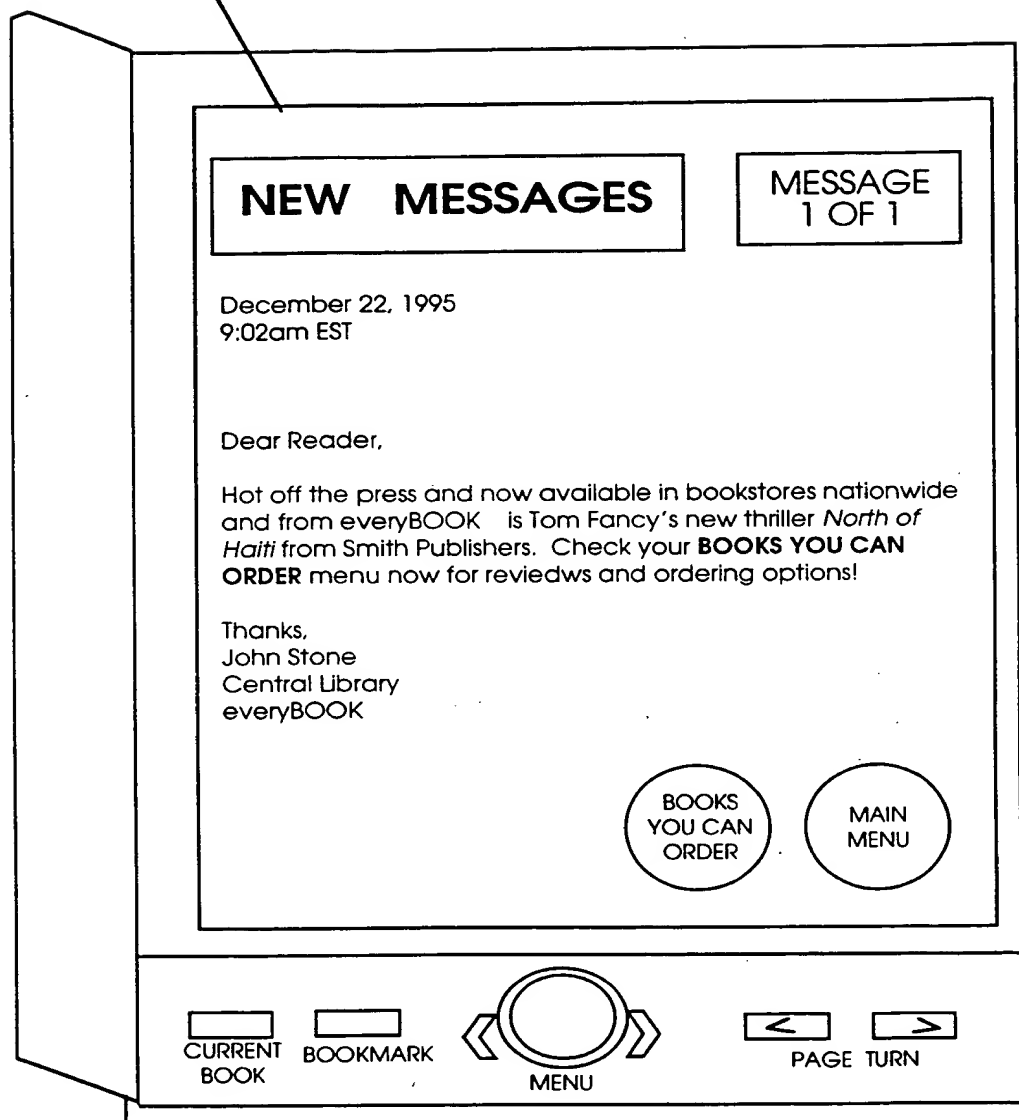 NEW MESSAGES
MESSAGE
1 OF 1
December 22, 1995
9:02am EST
Dear Reader,
Hot off the press and now available in bookstores nationwide
and from everyBOOK is Tom Fancy's new thriller North of
Haiti from Smith Publishers. Check your BOOKS YOU CAN
ORDER menu now for reviedws and ordering options!
Thanks,
John Stone
Central Library
everyBOOK
BOOKS
YOU CAN
ORDER
MAIN
MENU
CURRENT
BOOK
BOOKMARK
MENU
< >
PAGE TURN